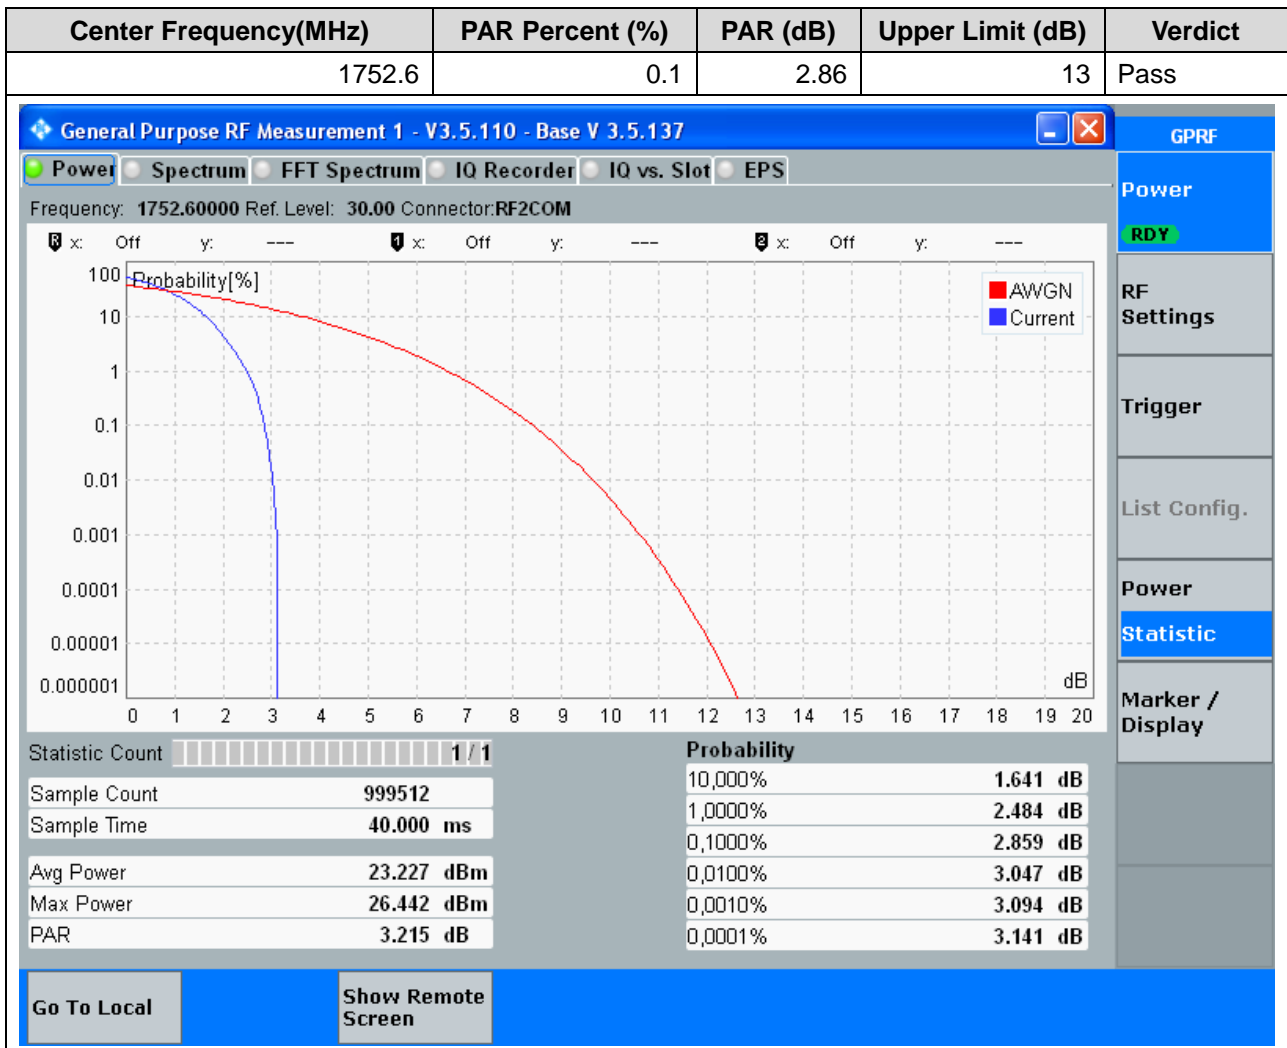 Center Frequency(MHz) PAR Percent (%) PAR (dB) Upper Limit (dB) Verdict
1752.6 0.1 2.86 13 Pass
General Purpose RF Measurement 1 - V3.5.110 - Base V 3.5.137
GPRF
Power Spectrum FFT Spectrum IQ Recorder IQ vs. Slot EPS
Power
RDY
Frequency: 1752.60000 Ref. Level: 30.00 Connector:RF2COM
R x: Off y: --- 1 x: Off y: --- 2 x: Off y: ---
Probability[%]
100
10
1
0.1
0.01
0.001
0.0001
0.00001
0.000001
AWGN
Current
dB
0 1 2 3 4 5 6 7 8 9 10 11 12 13 14 15 16 17 18 19 20
RF
Settings
Trigger
List Config.
Power
Statistic
Marker /
Display
Statistic Count 1 / 1
Sample Count 999512
Sample Time 40.000 ms
Avg Power 23.227 dBm
Max Power 26.442 dBm
PAR 3.215 dB
Probability
10,000% 1.641 dB
1,0000% 2.484 dB
0,1000% 2.859 dB
0,0100% 3.047 dB
0,0010% 3.094 dB
0,0001% 3.141 dB
Go To Local
Show Remote
Screen